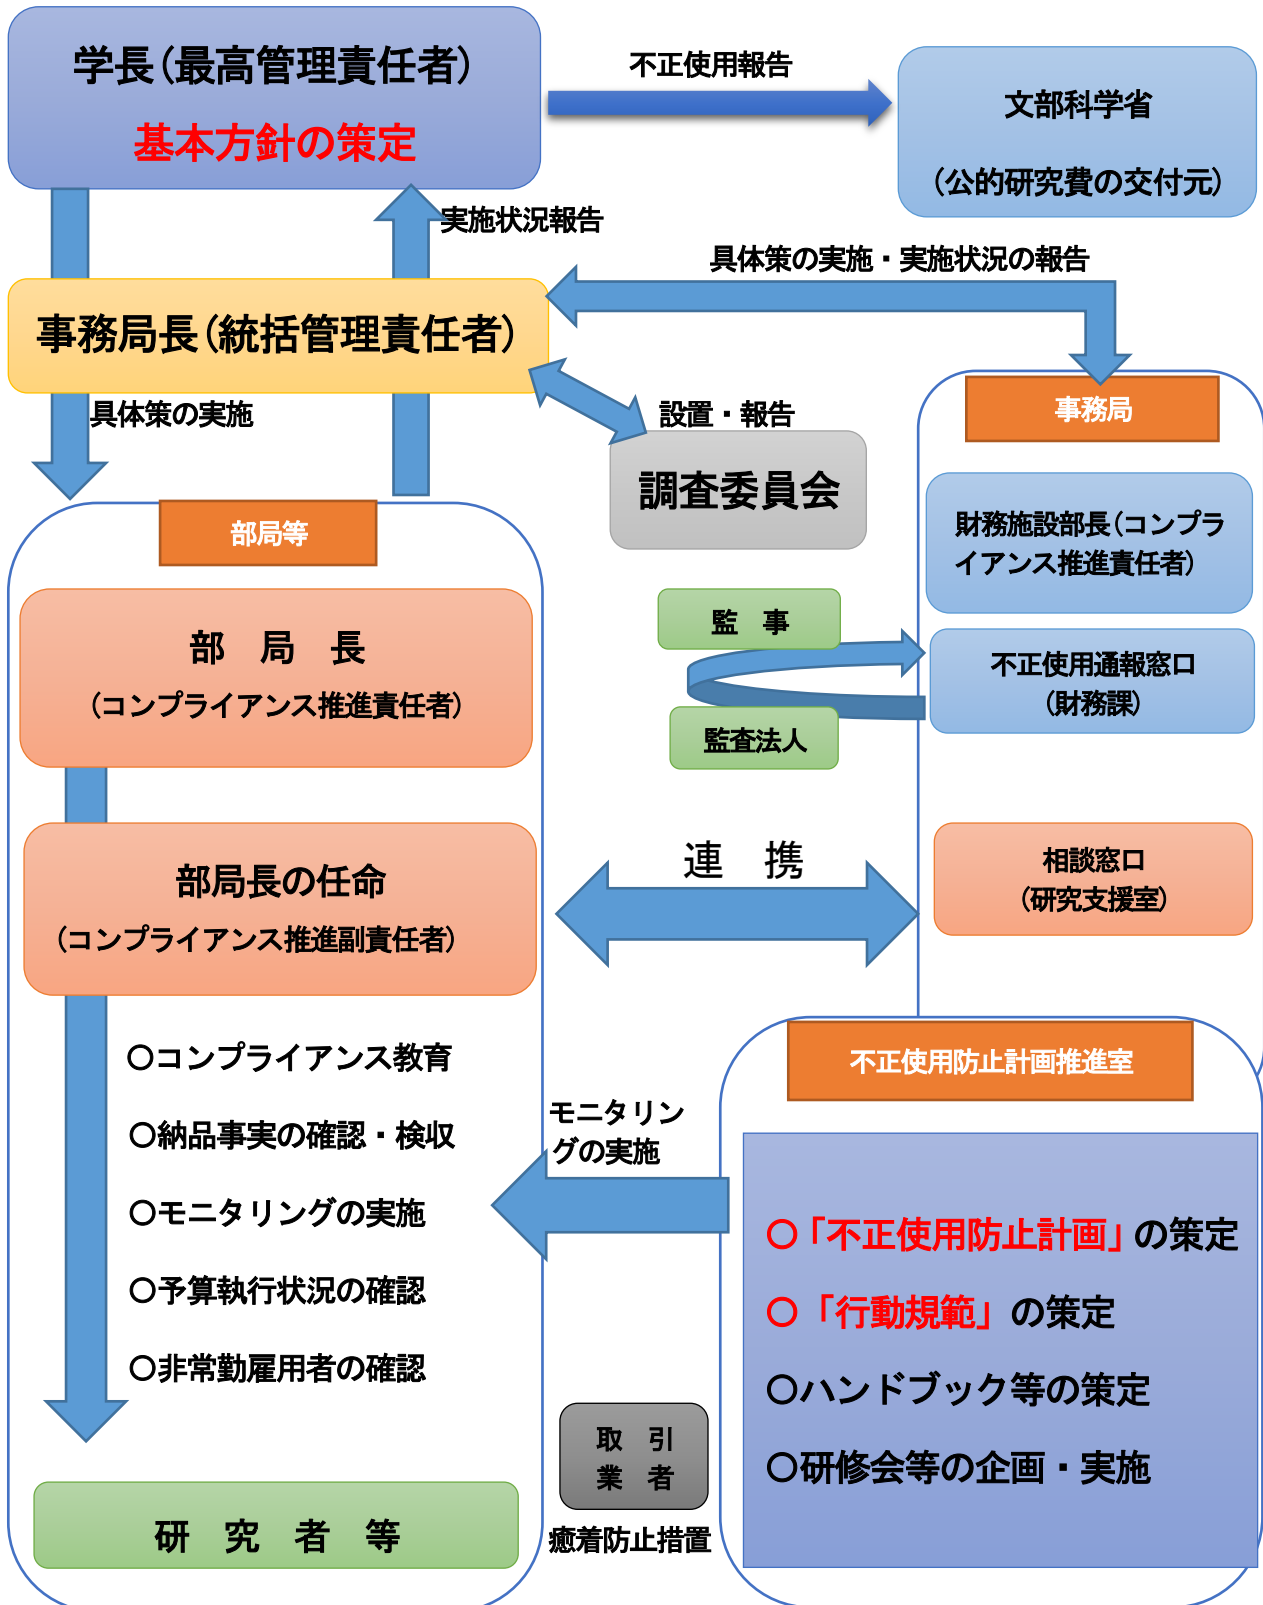 学長（最高管理責任者）
基本方針の策定
不正使用報告
文部科学省
（公的研究費の交付元）
実施状況報告
具体策の実施・実施状況の報告
事務局長（統括管理責任者）
具体策の実施
設置・報告
調査委員会
事務局
財務施設部長（コンプラ
イアンス推進責任者）
部局等
部　局　長
（コンプライアンス推進責任者）
監　事
不正使用通報窓口
（財務課）
監査法人
部局長の任命
（コンプライアンス推進副責任者）
連　携
相談窓口
（研究支援室）
〇コンプライアンス教育
〇納品事実の確認・検収
〇モニタリングの実施
〇予算執行状況の確認
〇非常勤雇用者の確認
モニタリン
グの実施
不正使用防止計画推進室
〇「不正使用防止計画」の策定
〇「行動規範」の策定
〇ハンドブック等の策定
〇研修会等の企画・実施
取　引
業　者
癒着防止措置
研　究　者　等